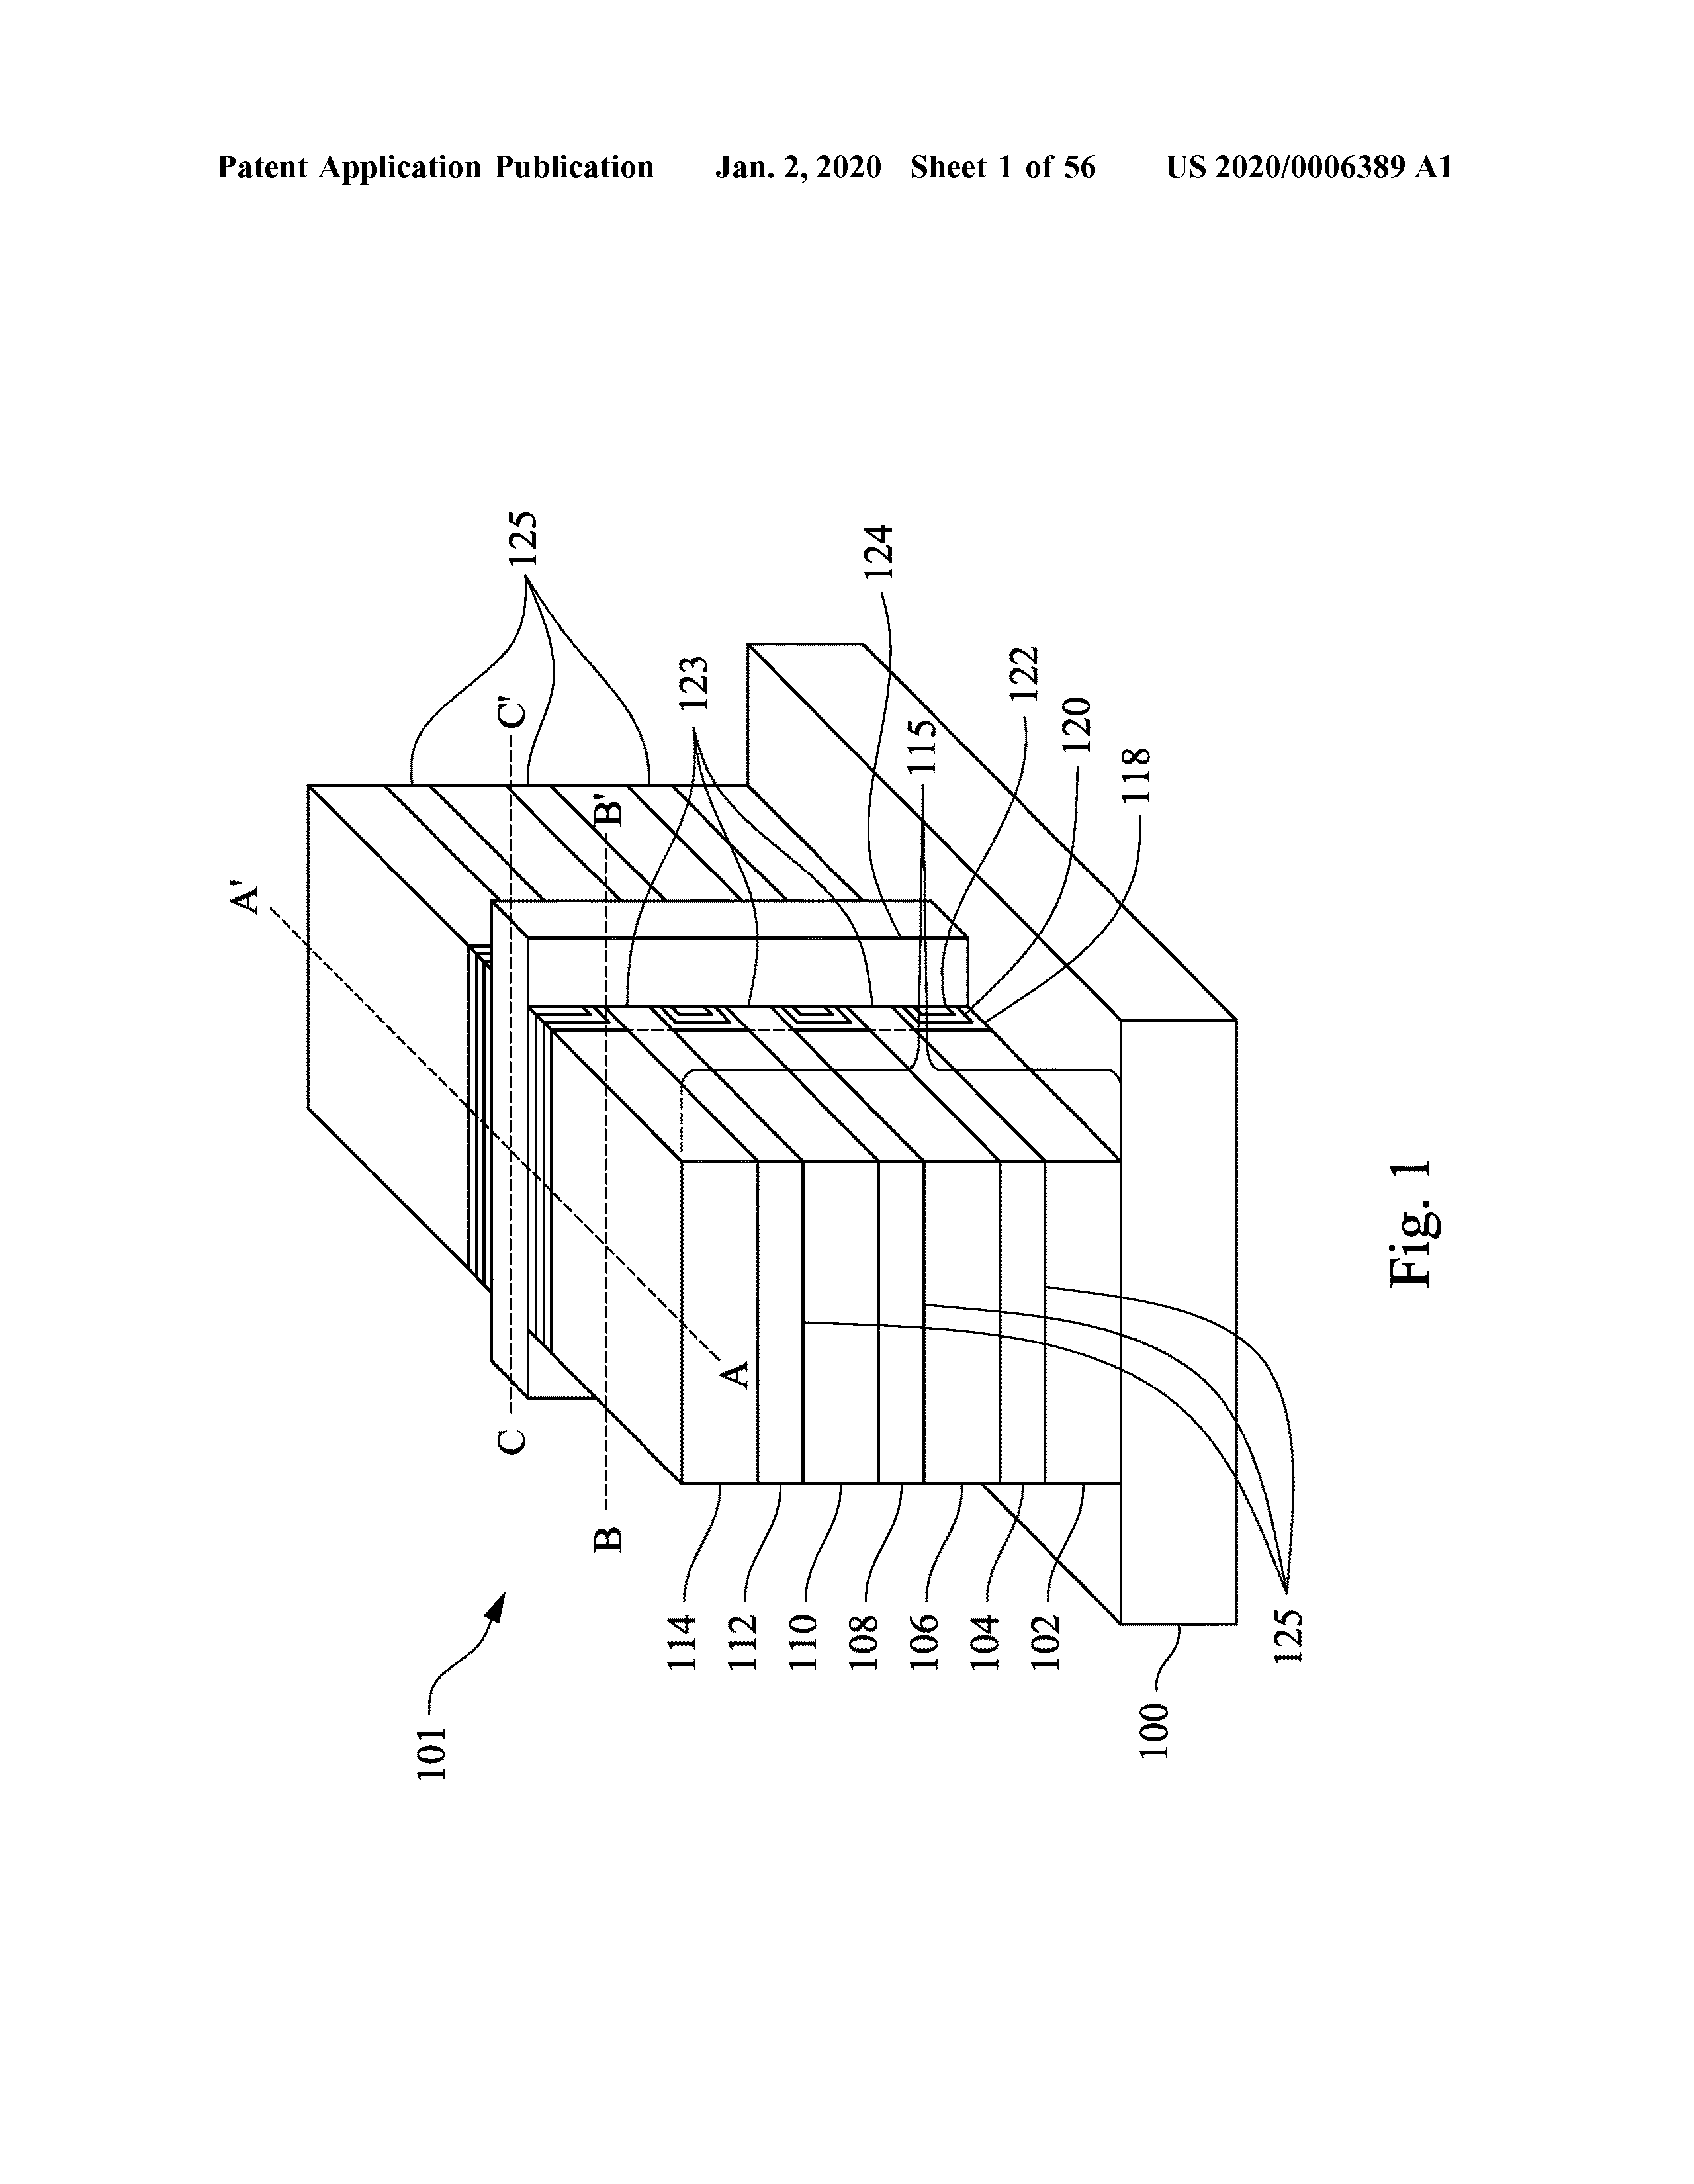 Patent Application Publication Jan. 2, 2020 Sheet 1 of 56 US 2020/0006389 A1
125
124
C'
123
122
115
120
118
B'
A'
A
C
B
101
114
112
110
108
106
104
102
100
125
Fig. 1